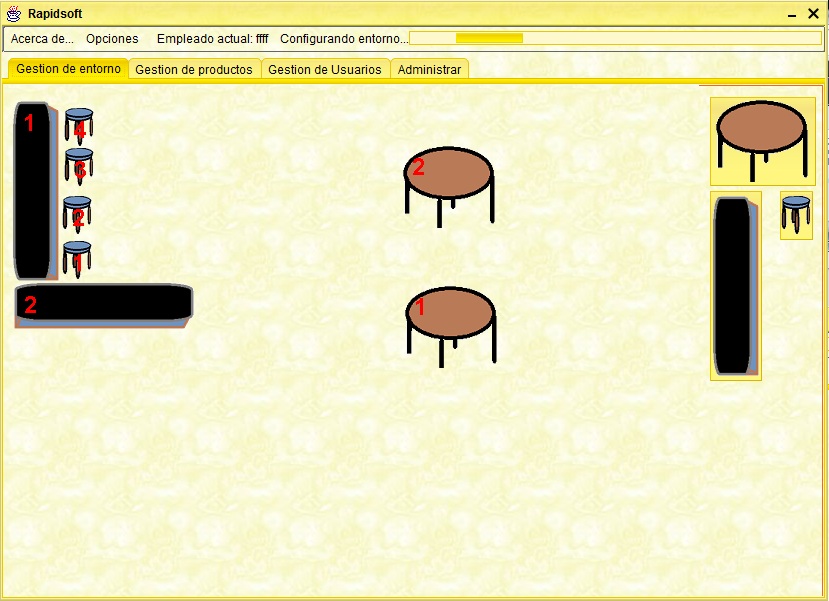 Rapidsoft
Acerca de... Opciones Empleado actual: ffff Configurando entorno...
Gestion de entorno Gestion de productos Gestion de Usuarios Administrar
1
4
3
2
1
2
2
1